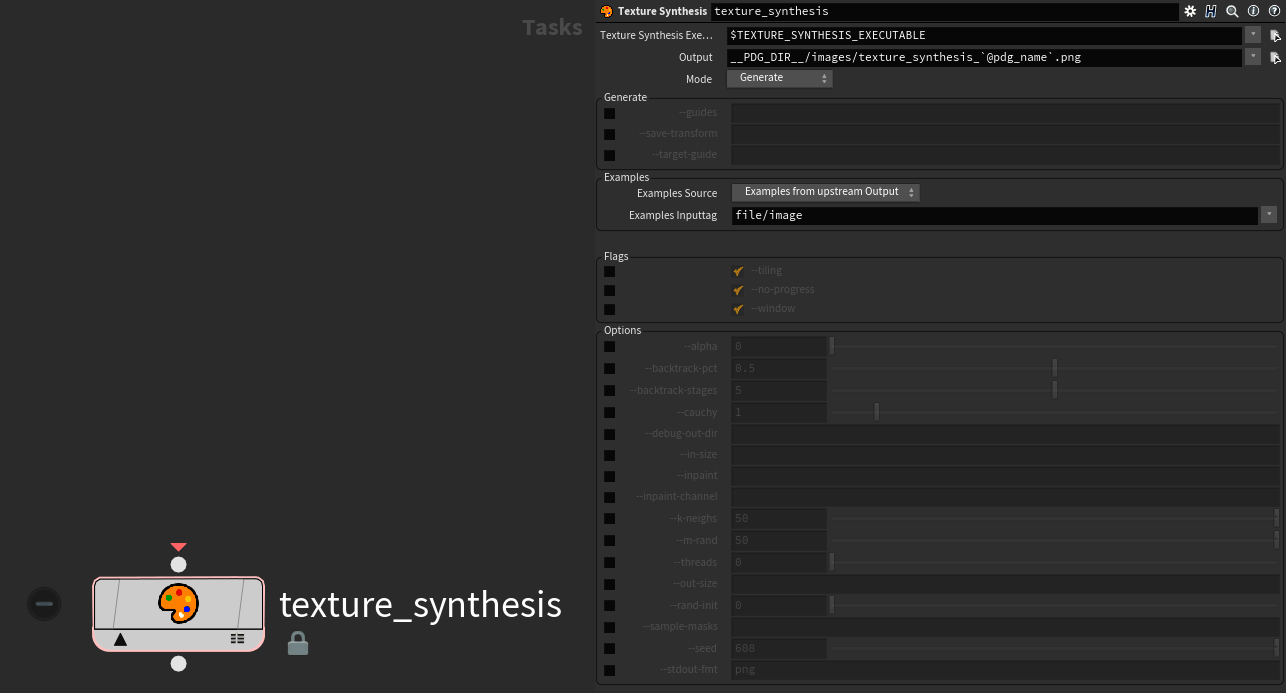 Tasks
texture_synthesis
Texture Synthesis texture_synthesis
Texture Synthesis Exe... $TEXTURE_SYNTHESIS_EXECUTABLE
Output __PDG_DIR__/images/texture_synthesis_`@pdg_name`.png
Mode Generate
Generate
--guides
--save-transform
--target-guide
Examples
Examples Source Examples from upstream Output
Examples Inputtag file/image
Flags
--tiling
--no-progress
--window
Options
--alpha 0
--backtrack-pct 0.5
--backtrack-stages 5
--cauchy 1
--debug-out-dir
--in-size
--inpaint
--inpaint-channel
--k-neighs 50
--m-rand 50
--threads 0
--out-size
--rand-init 0
--sample-masks
--seed 608
--stdout-fmt png